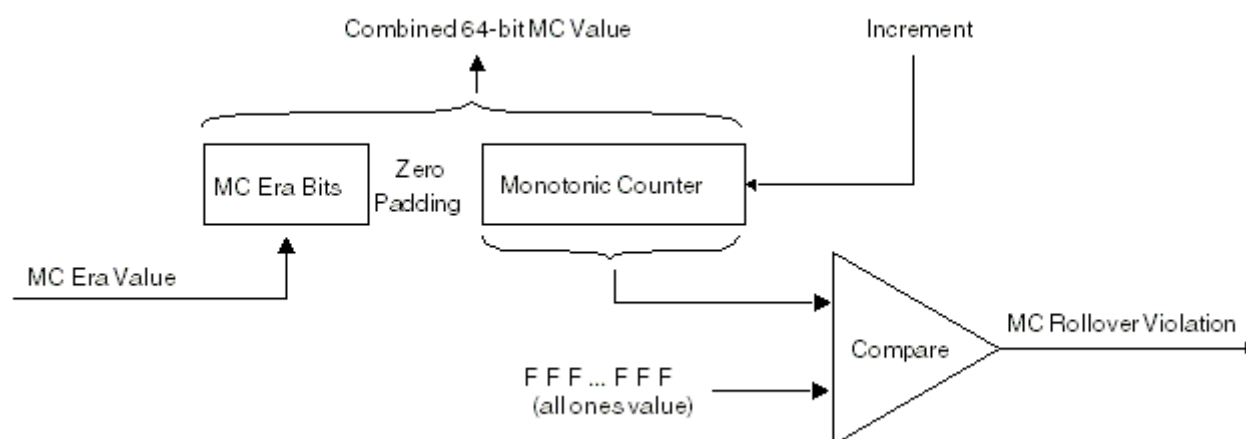 Combined 64-bit MC Value
Increment
MC Era Bits
Zero
Padding
Monotonic Counter
MC Era Value
MC Rollover Violation
Compare
F F F ... F F F
(all ones value)